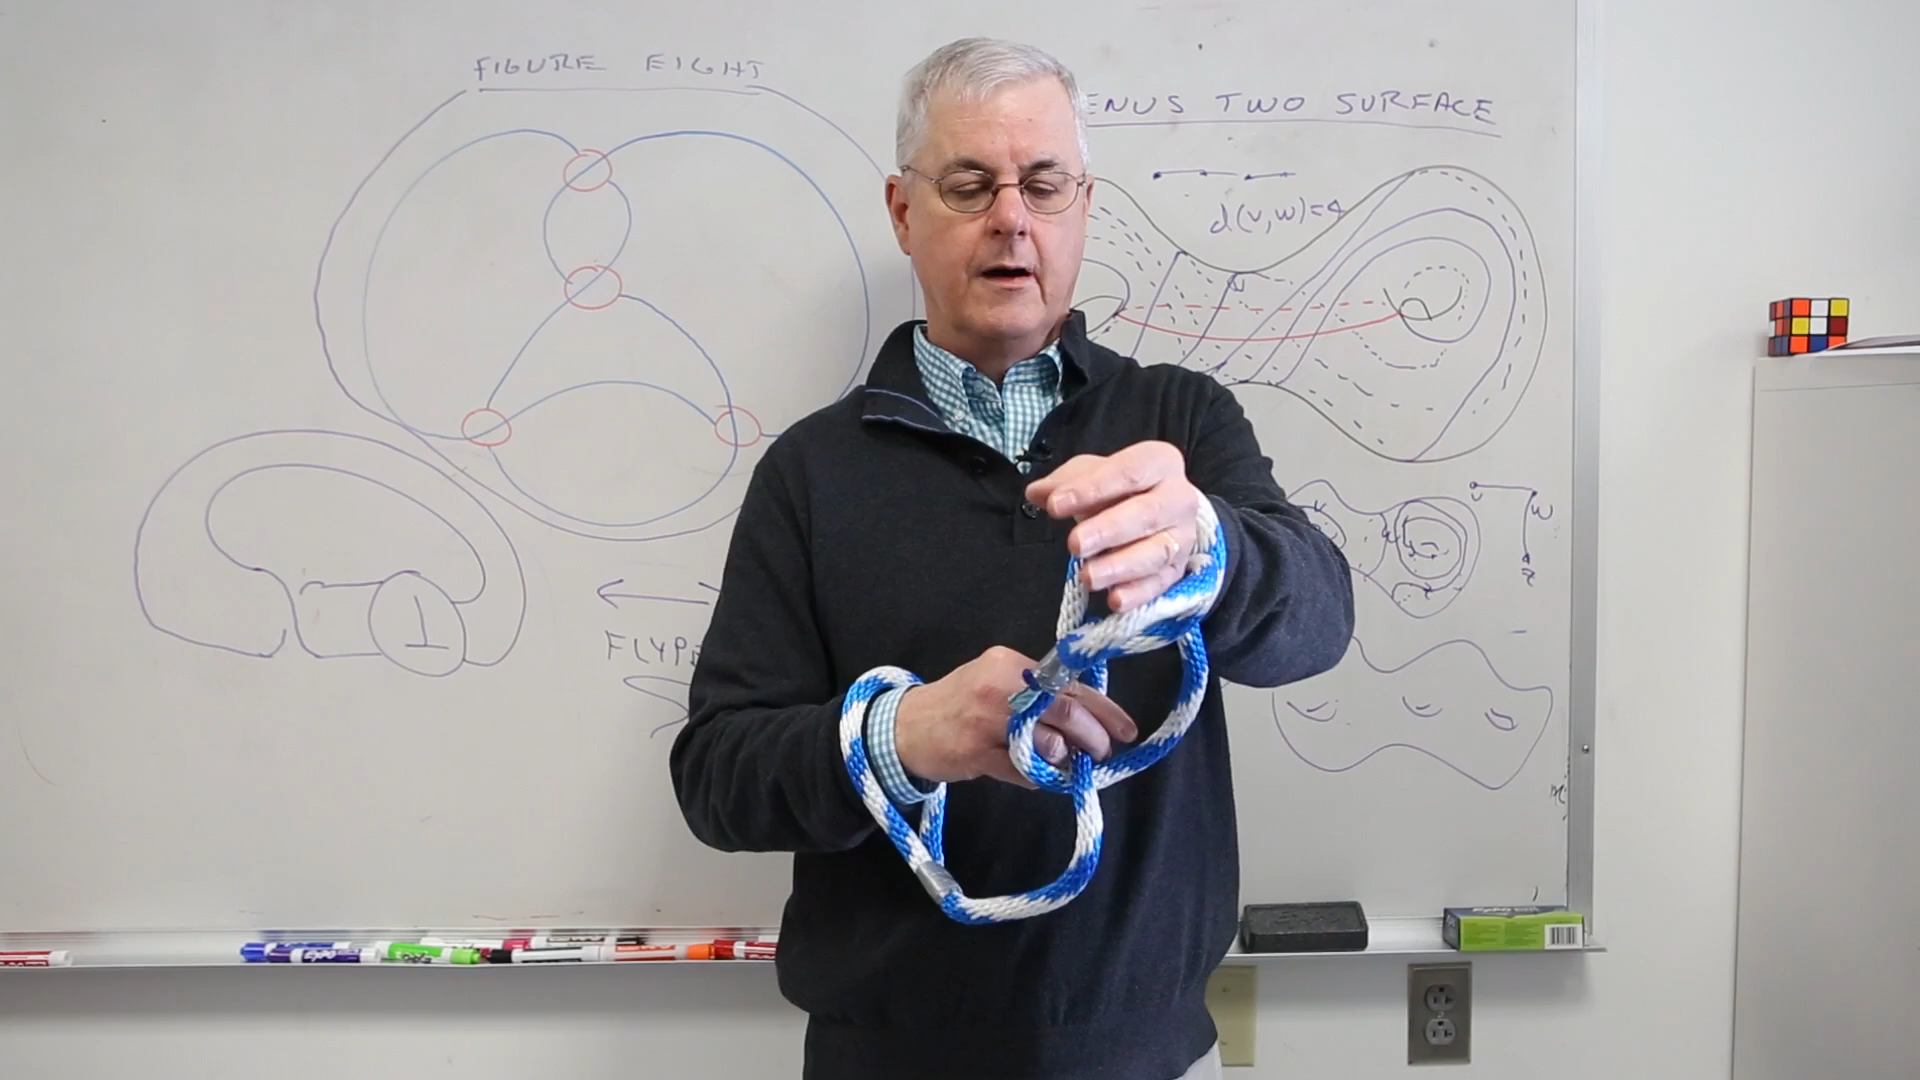 FIGURE EIGHT
ENUS TWO SURFACE
d(v,w)=4
w
v
w
z
1
FLYPE
EXPO